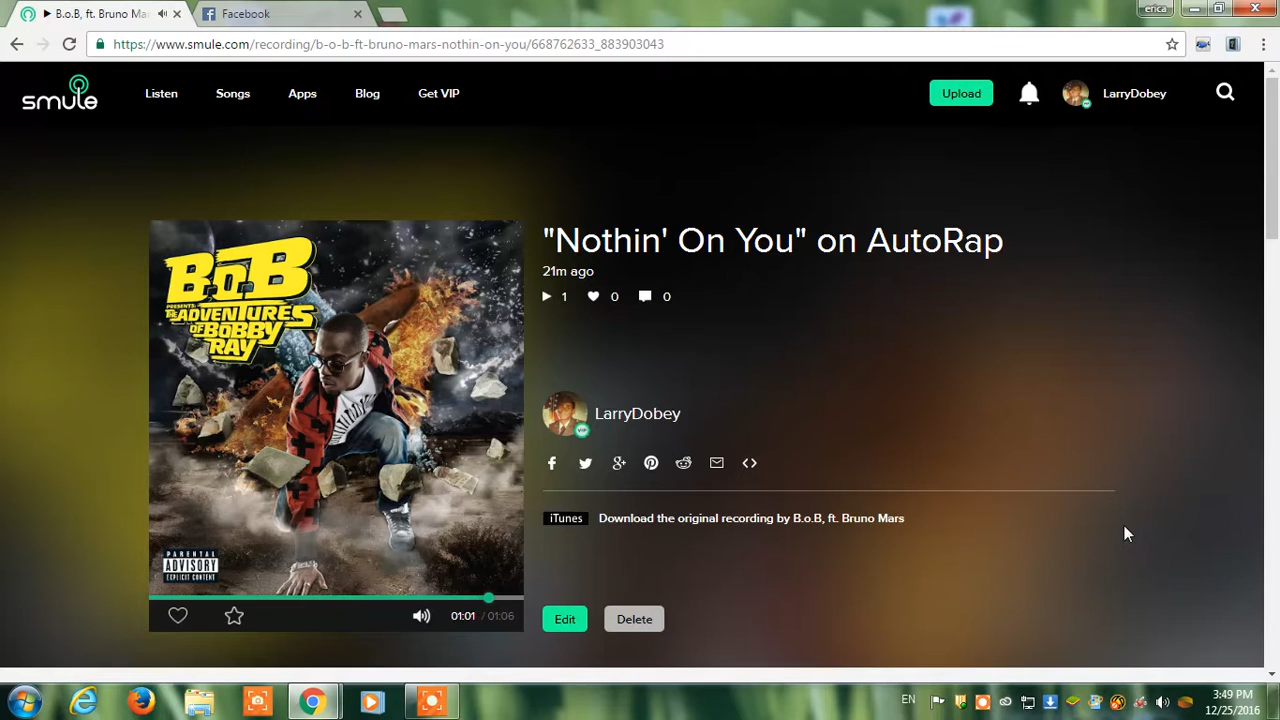 B.o.B, ft. Bruno Mar
Facebook
erica
https://www.smule.com/recording/b-o-b-ft-bruno-mars-nothin-on-you/668762633_883903043
smule
Listen
Songs
Apps
Blog
Get VIP
Upload
LarryDobey
"Nothin' On You" on AutoRap
21m ago
1
0
0
B.o.B
PRESENTS:
THE ADVENTURES
OF BOBBY
RAY
PARENTAL
ADVISORY
EXPLICIT CONTENT
LarryDobey
VIP
iTunes
Download the original recording by B.o.B, ft. Bruno Mars
01:01 / 01:06
Edit
Delete
EN
3:49 PM
12/25/2016